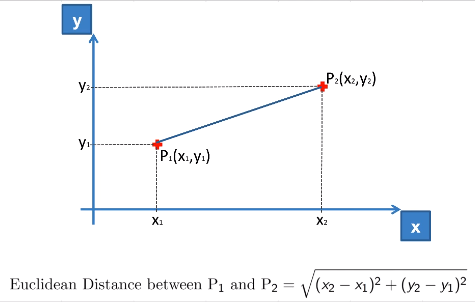 y
y₂
P₂(x₂,y₂)
y₁
P₁(x₁,y₁)
x₁
x₂
x
Euclidean Distance between P₁ and P₂ = √(x₂ − x₁)² + (y₂ − y₁)²